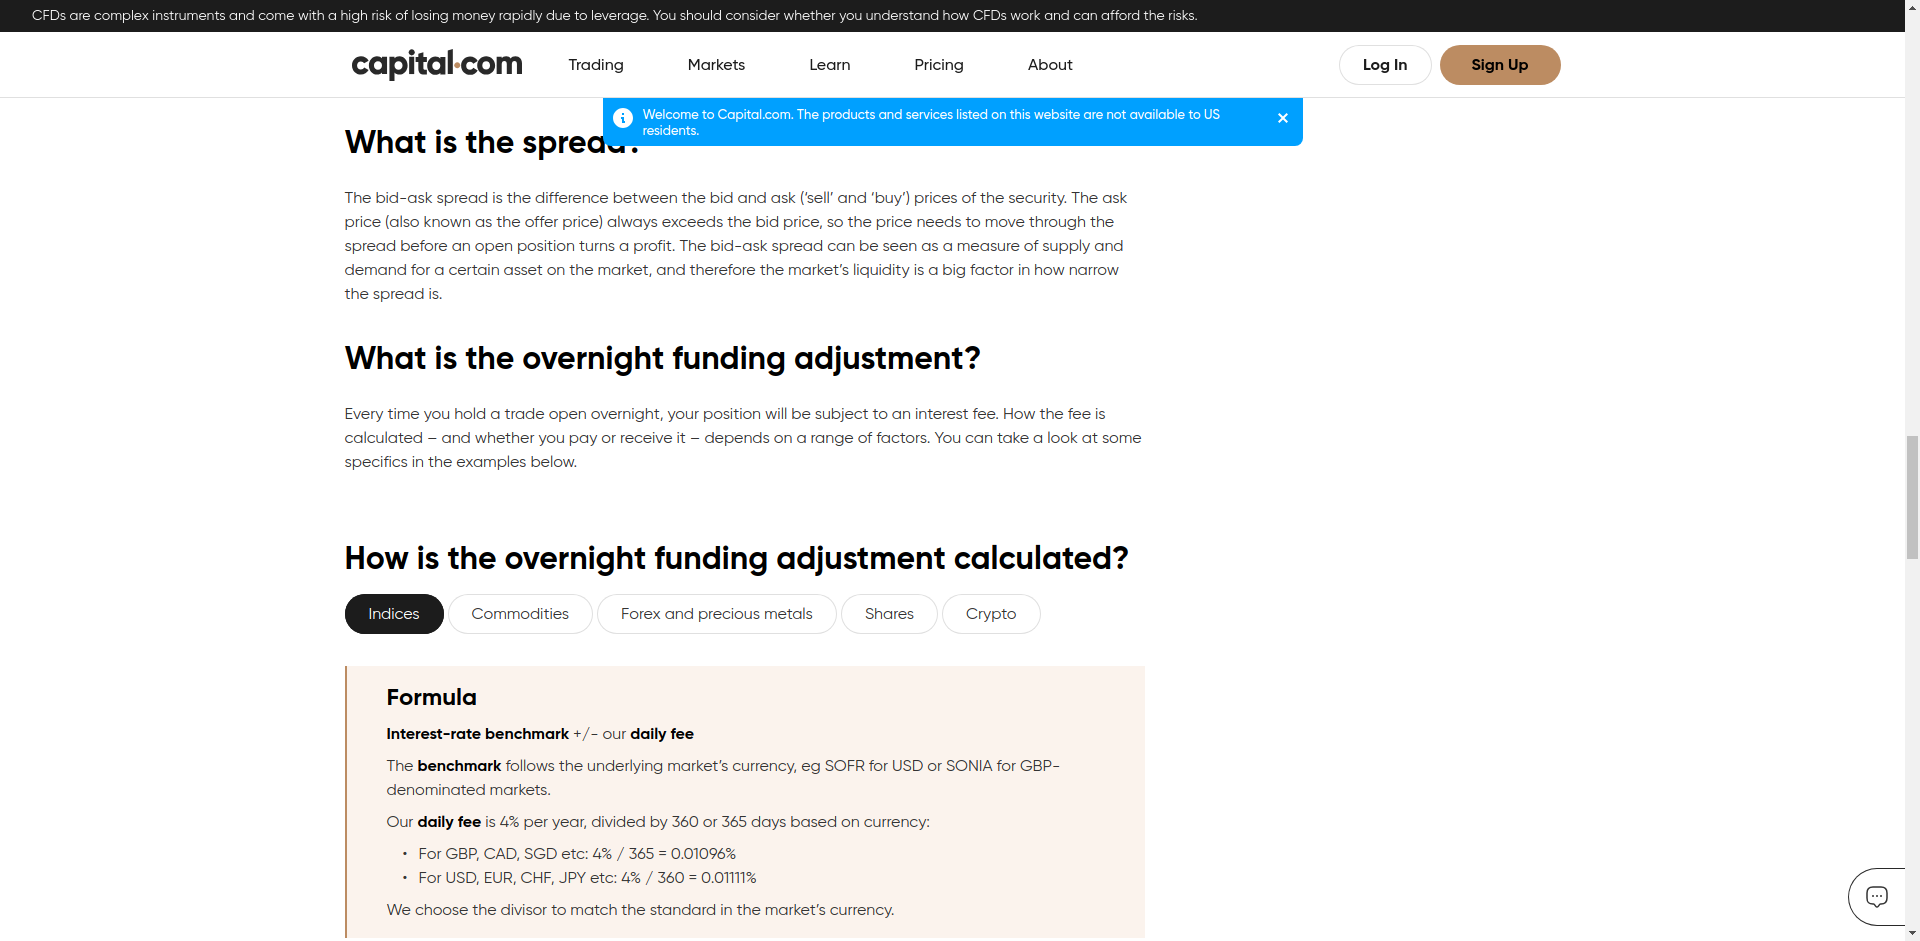 CFDs are complex instruments and come with a high risk of losing money rapidly due to leverage. You should consider whether you understand how CFDs work and can afford the risks.
capital.com
Trading
Markets
Learn
Pricing
About
Log In
Sign Up
Welcome to Capital.com. The products and services listed on this website are not available to US
residents.
What is the spread?
The bid-ask spread is the difference between the bid and ask (‘sell’ and ‘buy’) prices of the security. The ask
price (also known as the offer price) always exceeds the bid price, so the price needs to move through the
spread before an open position turns a profit. The bid-ask spread can be seen as a measure of supply and
demand for a certain asset on the market, and therefore the market’s liquidity is a big factor in how narrow
the spread is.
What is the overnight funding adjustment?
Every time you hold a trade open overnight, your position will be subject to an interest fee. How the fee is
calculated – and whether you pay or receive it – depends on a range of factors. You can take a look at some
specifics in the examples below.
How is the overnight funding adjustment calculated?
Indices
Commodities
Forex and precious metals
Shares
Crypto
Formula
Interest-rate benchmark +/- our daily fee
The benchmark follows the underlying market’s currency, eg SOFR for USD or SONIA for GBP-
denominated markets.
Our daily fee is 4% per year, divided by 360 or 365 days based on currency:
• For GBP, CAD, SGD etc: 4% / 365 = 0.01096%
• For USD, EUR, CHF, JPY etc: 4% / 360 = 0.01111%
We choose the divisor to match the standard in the market’s currency.